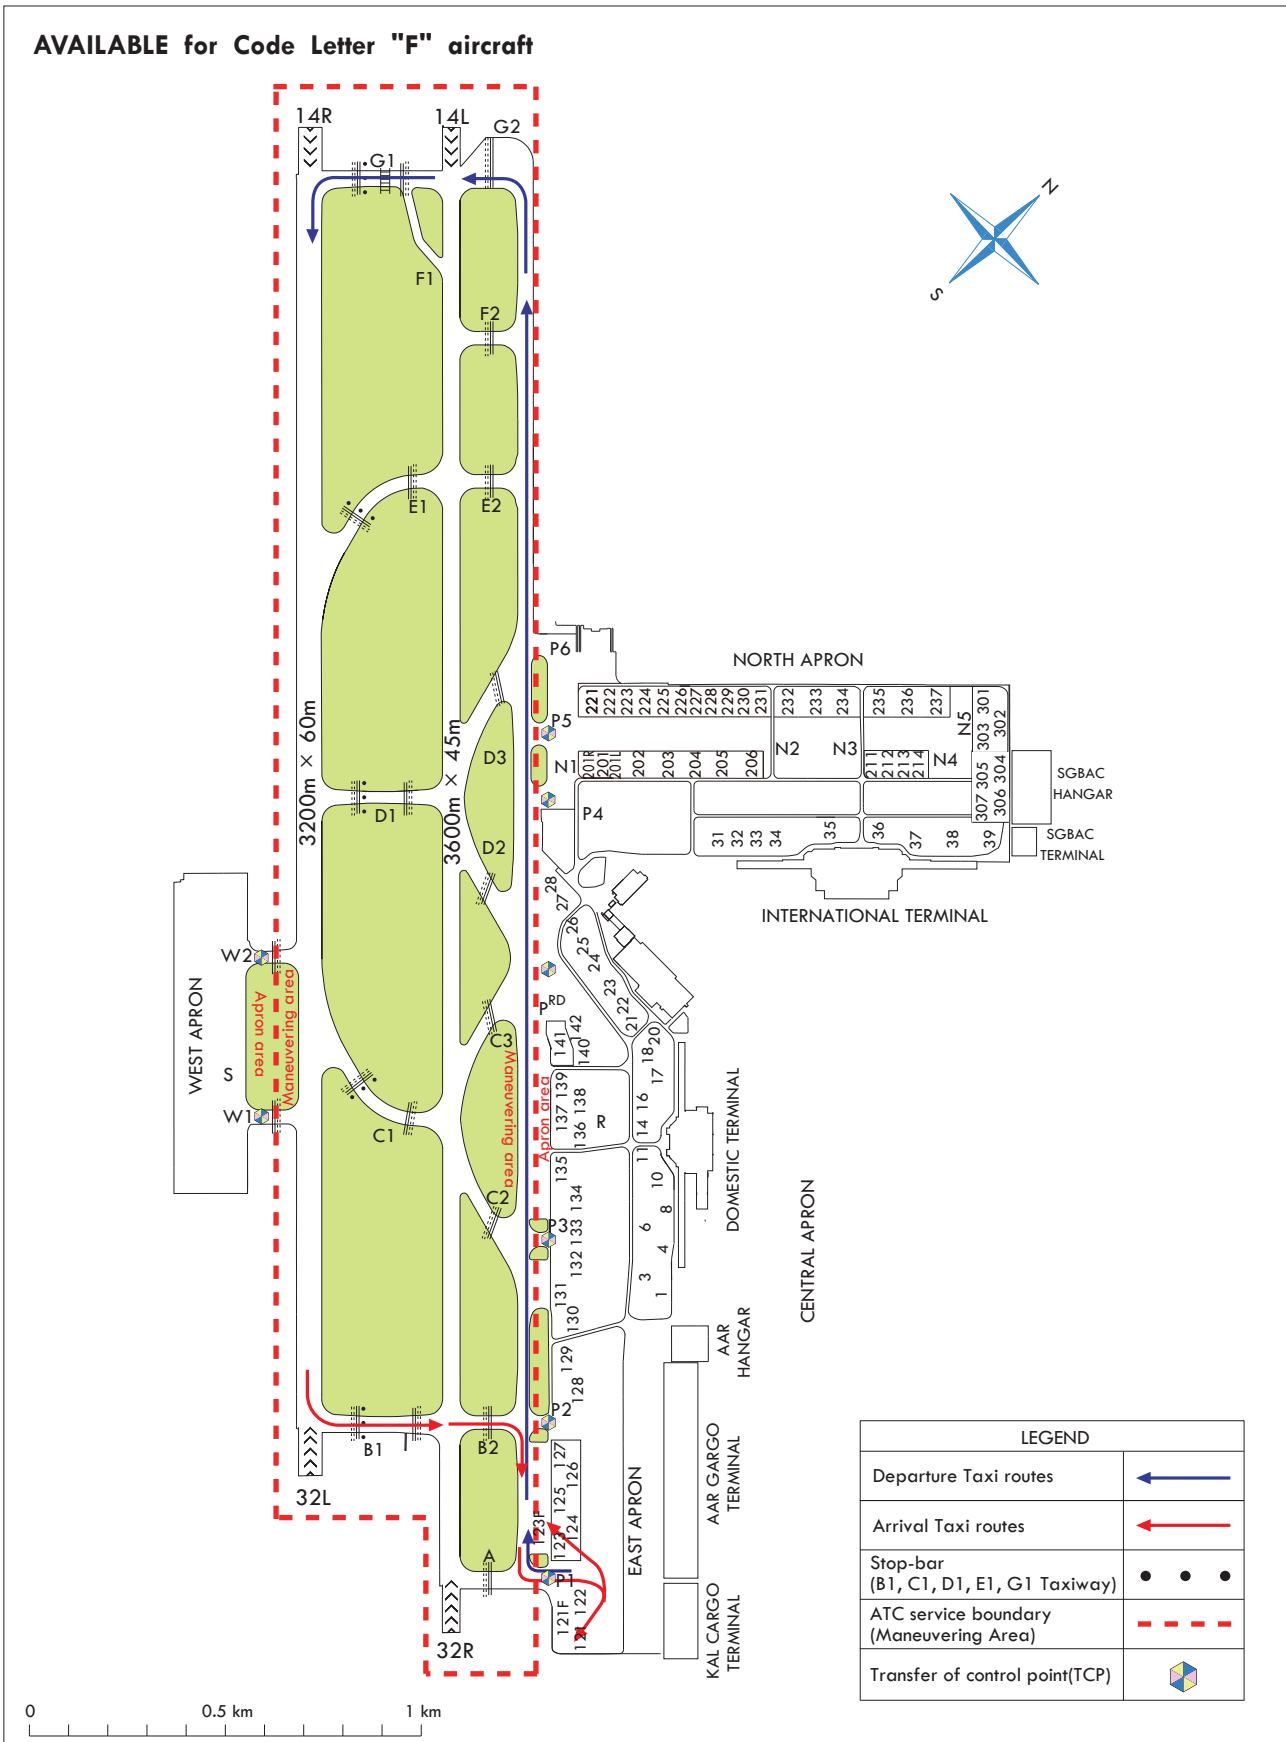 AVAILABLE for Code Letter "F" aircraft
14R
14L
G2
G1
N
F1
S
F2
E1
E2
P6
NORTH APRON
221
222
223
224
225
226
227
228
229
230
231
232
233
234
235
236
237
N5
301
302
303
P5
3200m × 60m
3600m × 45m
D3
N1
201R
201
201L
202
203
204
205
206
N2
N3
211
212
213
214
N4
305
304
307
306
SGBAC
HANGAR
D1
P4
D2
31
32
33
34
35
36
37
38
39
SGBAC
TERMINAL
28
27
26
25
24
23
22
21
20
INTERNATIONAL TERMINAL
W2
WEST APRON
Apron area
Maneuvering area
S
W1
PRD
142
141
140
C3
Maneuvering area
Apron area
18
17
16
14
139
138
137
136
R
C1
DOMESTIC TERMINAL
11
10
8
6
4
3
1
135
134
C2
P3
133
132
131
130
CENTRAL APRON
129
128
AAR
HANGAR
P2
B1
B2
127
126
125
124
123F
123
EAST APRON
AAR GARGO
TERMINAL
32L
A
P1
122
121F
121
KAL CARGO
TERMINAL
32R
LEGEND
Departure Taxi routes
Arrival Taxi routes
Stop-bar
(B1, C1, D1, E1, G1 Taxiway)
ATC service boundary
(Maneuvering Area)
Transfer of control point(TCP)
0
0.5 km
1 km